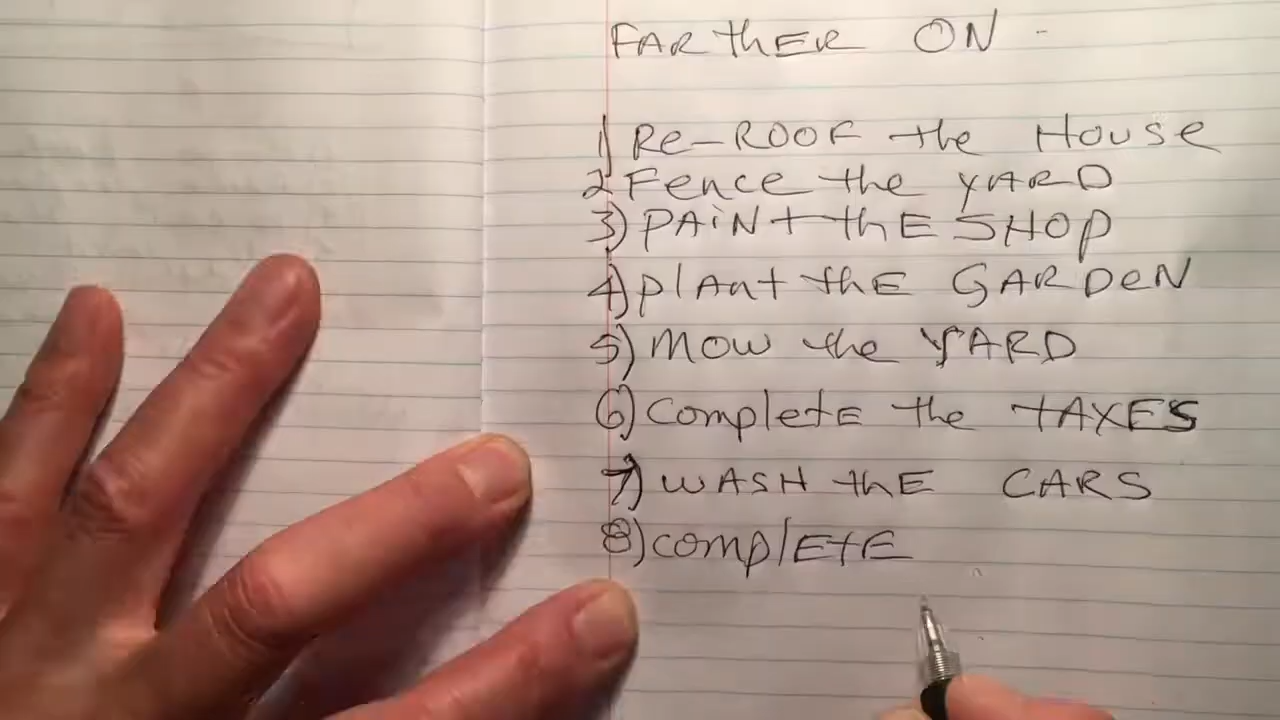 FARthER ON -
1) Re-ROOF the House
2 Fence the YARD
3) PAiNt thE SHOp
4) plAnt thE GARDeN
5) MOW the YARD
6) CompletE the TAXES
7) WASH thE CARS
8) complEtE